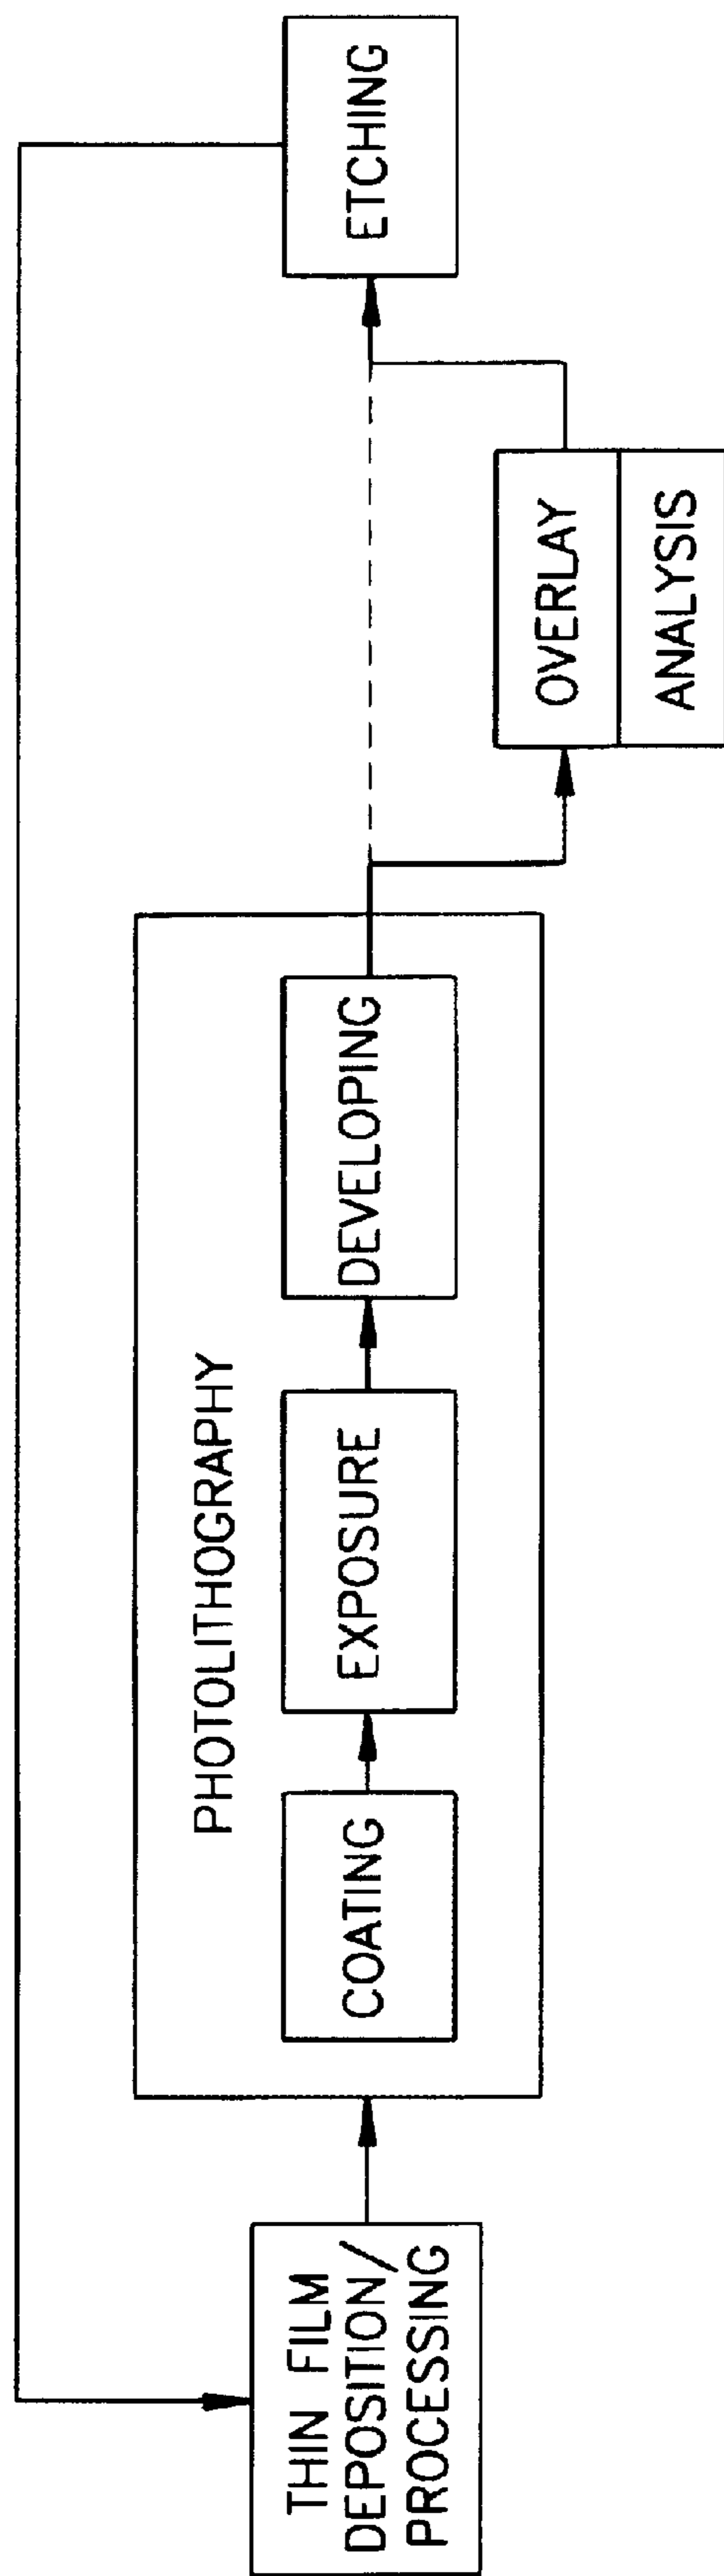 THIN FILM
DEPOSITION/
PROCESSING
PHOTOLITHOGRAPHY
COATING
EXPOSURE
DEVELOPING
OVERLAY
ANALYSIS
ETCHING